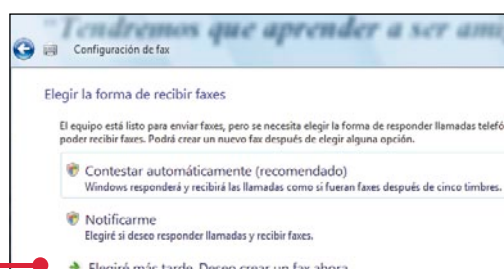 "Tendremos que aprender a ser
Configuración de fax
Elegir la forma de recibir faxes
El equipo está listo para enviar faxes, pero se necesita elegir la forma de responder llamadas
poder recibir faxes. Podrá crear un nuevo fax después de elegir alguna opción.
Contestar automáticamente (recomendado)
Windows responderá y recibirá las llamadas como si fueran faxes después de cinco timbres.
Notificarme
Elegiré si deseo responder llamadas y recibir faxes.
Elegiré más tarde. Deseo crear un fax ahora